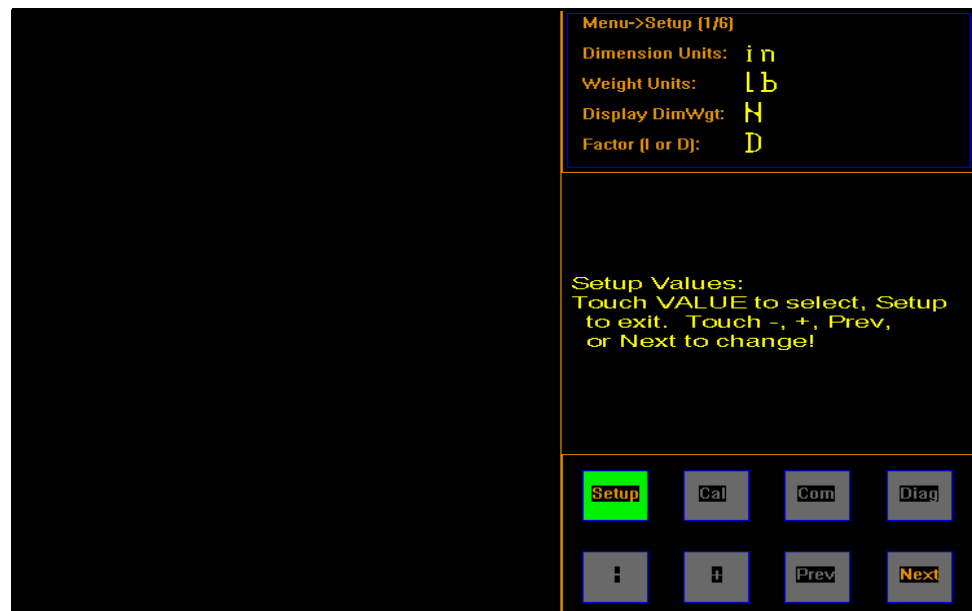 Menu->Setup (1/6)
Dimension Units: in
Weight Units: lb
Display DimWgt: N
Factor (I or D): D
Setup Values:
Touch VALUE to select, Setup
to exit. Touch -, +, Prev,
or Next to change!
Setup Cal Com Diag
- + Prev Next